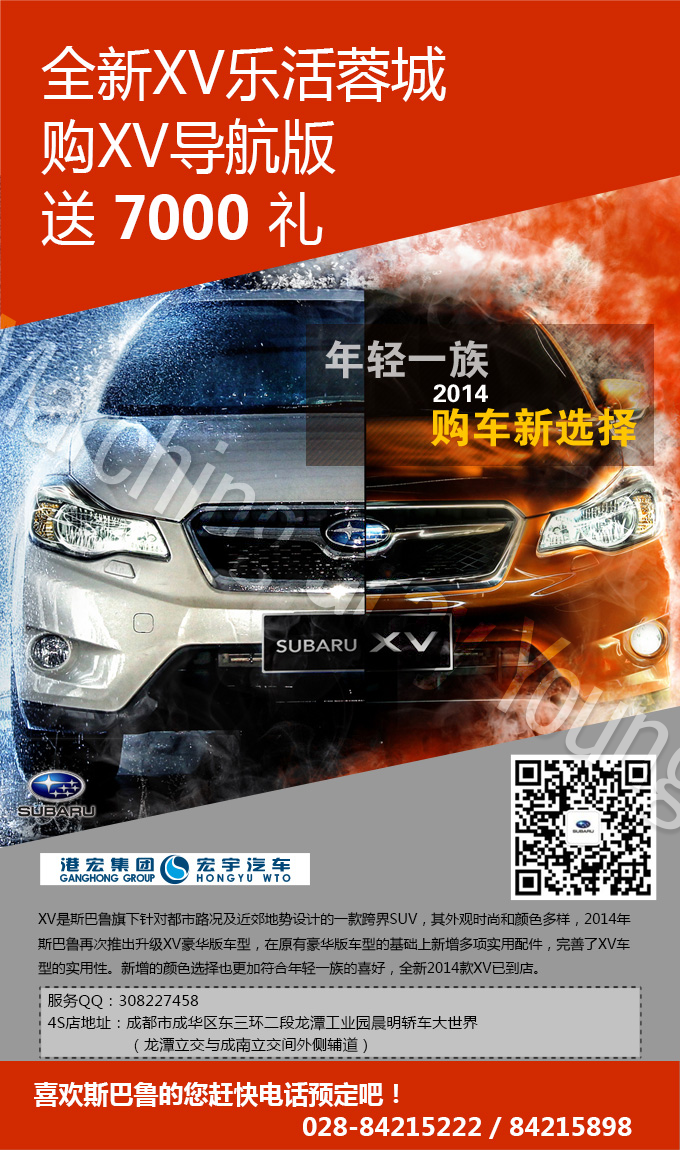 全新XV乐活蓉城
购XV导航版
送 7000 礼
年轻一族
2014
购车新选择
Marching
Young
SUBARU XV
SUBARU
SUBARU
港宏集团 宏宇汽车
GANGHONG GROUP HONGYU WTO
XV是斯巴鲁旗下针对都市路况及近郊地势设计的一款跨界SUV，其外观时尚和颜色多样，2014年
斯巴鲁再次推出升级XV豪华版车型，在原有豪华版车型的基础上新增多项实用配件，完善了XV车
型的实用性。新增的颜色选择也更加符合年轻一族的喜好，全新2014款XV已到店。
服务QQ：308227458
4S店地址：成都市成华区东三环二段龙潭工业园晨明轿车大世界
（龙潭立交与成南立交间外侧辅道）
喜欢斯巴鲁的您赶快电话预定吧！
028-84215222 / 84215898